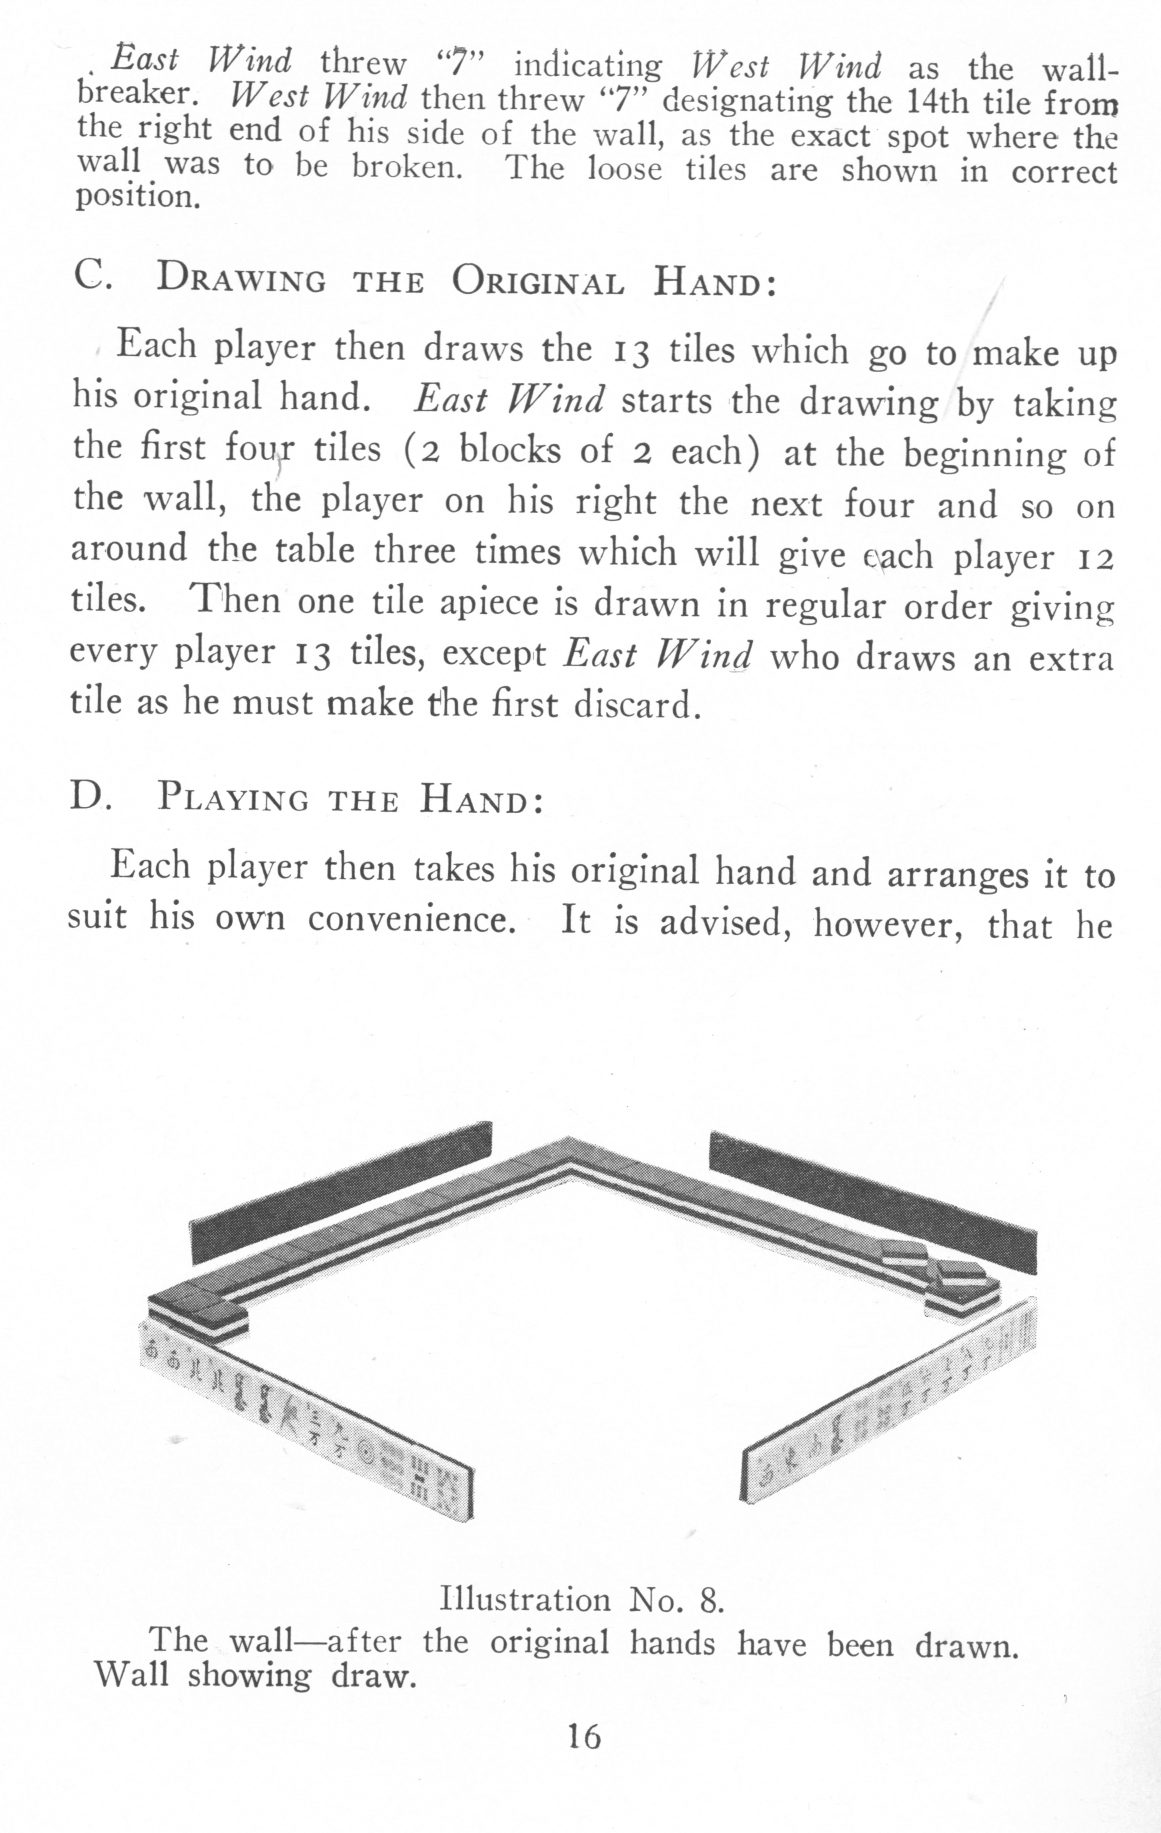 East Wind threw “7” indicating West Wind as the wall-
breaker. West Wind then threw “7” designating the 14th tile from
the right end of his side of the wall, as the exact spot where the
wall was to be broken. The loose tiles are shown in correct
position.
C. Drawing the Original Hand:
Each player then draws the 13 tiles which go to make up
his original hand. East Wind starts the drawing by taking
the first four tiles (2 blocks of 2 each) at the beginning of
the wall, the player on his right the next four and so on
around the table three times which will give each player 12
tiles. Then one tile apiece is drawn in regular order giving
every player 13 tiles, except East Wind who draws an extra
tile as he must make the first discard.
D. Playing the Hand:
Each player then takes his original hand and arranges it to
suit his own convenience. It is advised, however, that he
Illustration No. 8.
The wall—after the original hands have been drawn.
Wall showing draw.
16